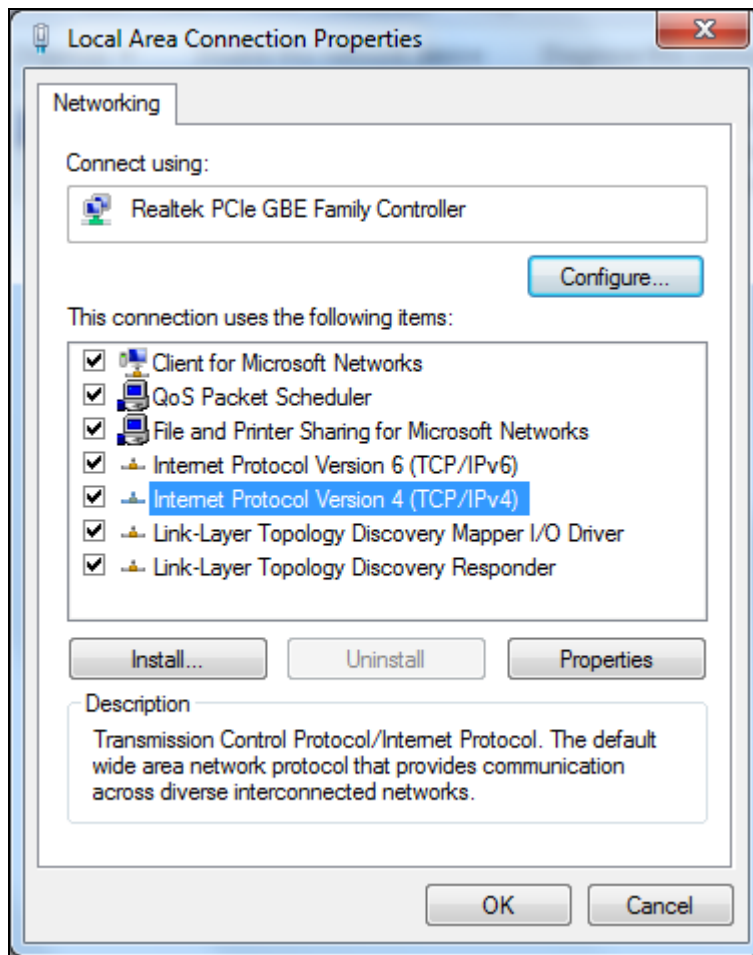 Local Area Connection Properties
Networking
Connect using:
Realtek PCIe GBE Family Controller
Configure...
This connection uses the following items:
Client for Microsoft Networks
QoS Packet Scheduler
File and Printer Sharing for Microsoft Networks
Internet Protocol Version 6 (TCP/IPv6)
Internet Protocol Version 4 (TCP/IPv4)
Link-Layer Topology Discovery Mapper I/O Driver
Link-Layer Topology Discovery Responder
Install...
Uninstall
Properties
Description
Transmission Control Protocol/Internet Protocol. The default
wide area network protocol that provides communication
across diverse interconnected networks.
OK
Cancel